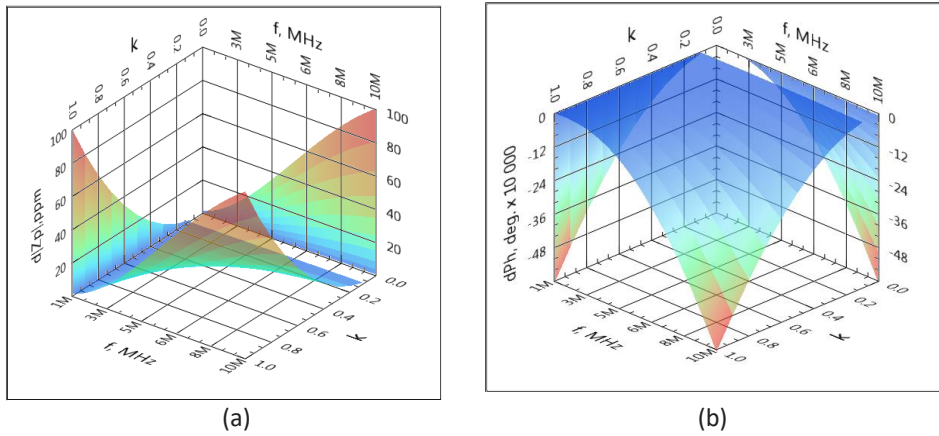 k
f, MHz
1.0 0.8 0.6 0.4 0.2 0.0
3M 5M 6M 8M 10M
d|Zp|,ppm
100
80
60
40
20
100
80
60
40
20
1M 3M 5M 6M 8M 10M
f, MHz
0.0
0.2
0.4
0.6
0.8
1.0
k
(a)
k
f, MHz
1.0 0.8 0.6 0.4 0.2 0.0
3M 5M 6M 8M 10M
dPh, deg. x 10 000
0
-12
-24
-36
-48
0
-12
-24
-36
-48
1M 3M 5M 6M 8M 10M
f, MHz
0.0
0.2
0.4
0.6
0.8
1.0
k
(b)